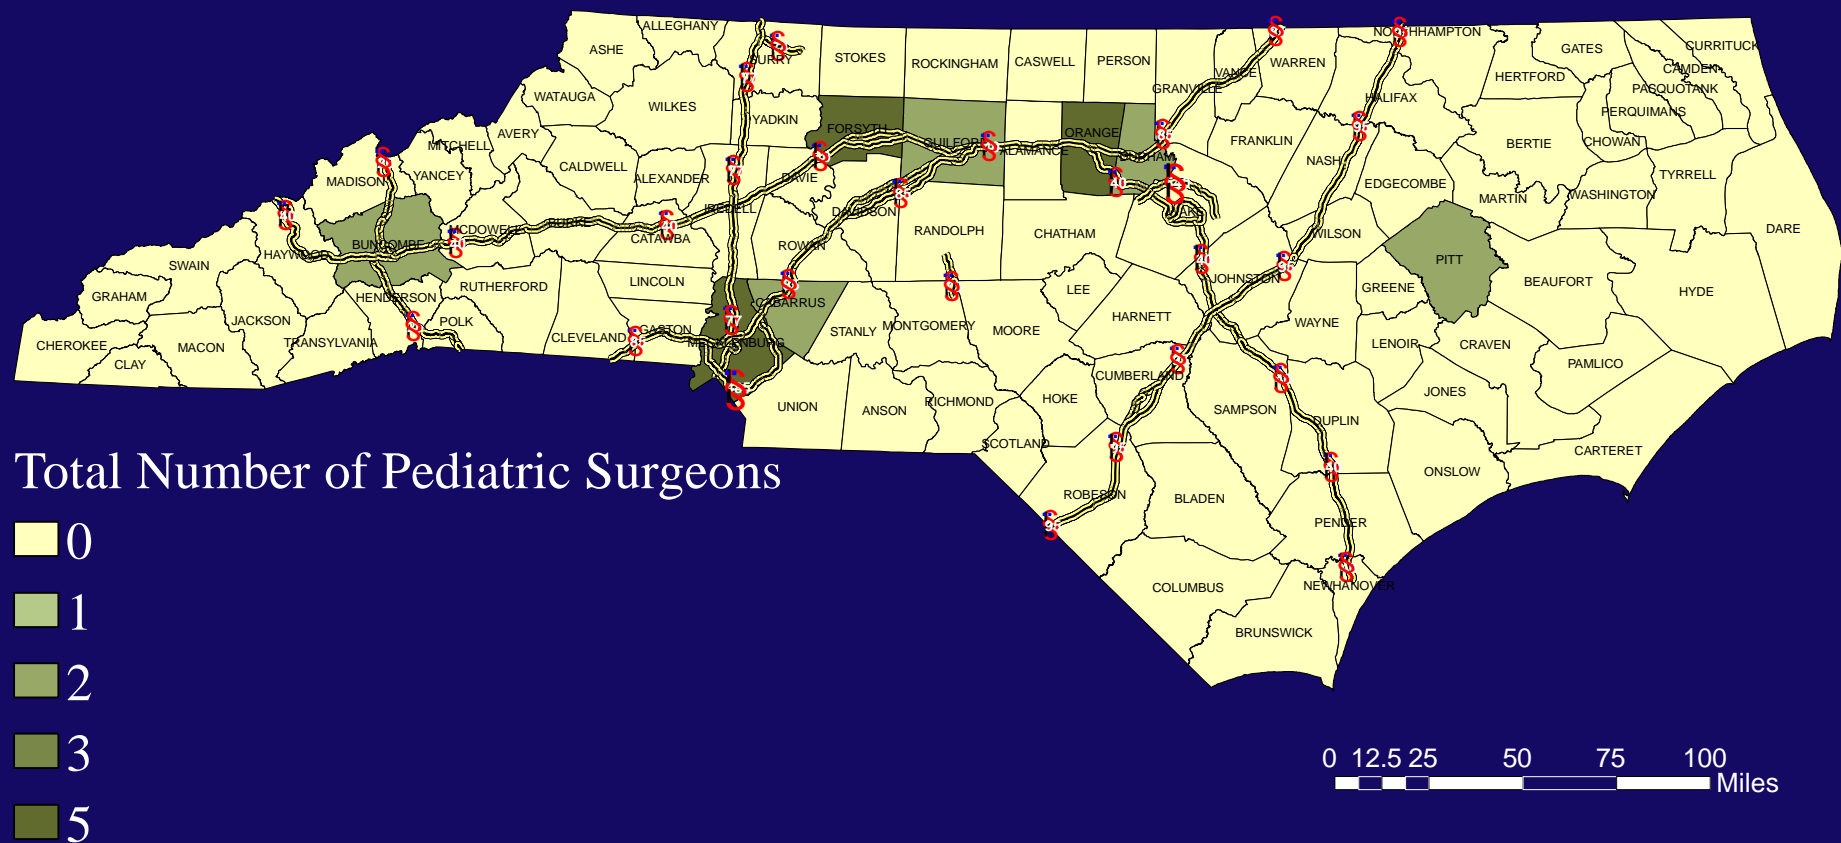 ALLEGHANY
ASHE
SURRY
STOKES
ROCKINGHAM
CASWELL
PERSON
GRANVILLE
VANCE
WARREN
NORTHHAMPTON
GATES
CURRITUCK
CAMDEN
PASQUOTANK
PERQUIMANS
HERTFORD
HALIFAX
WATAUGA
WILKES
YADKIN
FORSYTH
GUILFORD
ALAMANCE
ORANGE
DURHAM
FRANKLIN
NASH
BERTIE
CHOWAN
AVERY
MITCHELL
CALDWELL
ALEXANDER
DAVIE
MADISON
YANCEY
EDGECOMBE
MARTIN
WASHINGTON
TYRRELL
IREDELL
DAVIDSON
WAKE
BURKE
MCDOWELL
CATAWBA
ROWAN
RANDOLPH
CHATHAM
WILSON
DARE
BUNCOMBE
HAYWOOD
SWAIN
PITT
LINCOLN
RUTHERFORD
JOHNSTON
GREENE
BEAUFORT
HYDE
GRAHAM
HENDERSON
CABARRUS
LEE
HARNETT
WAYNE
JACKSON
POLK
CLEVELAND
GASTON
MECKLENBURG
STANLY
MONTGOMERY
MOORE
CHEROKEE
MACON
TRANSYLVANIA
LENOIR
CRAVEN
CLAY
PAMLICO
CUMBERLAND
JONES
UNION
ANSON
RICHMOND
HOKE
SAMPSON
DUPLIN
SCOTLAND
CARTERET
ONSLOW
ROBESON
BLADEN
PENDER
COLUMBUS
NEWHANOVER
BRUNSWICK
Total Number of Pediatric Surgeons
0
1
2
3
5
0 12.5 25 50 75 100
Miles